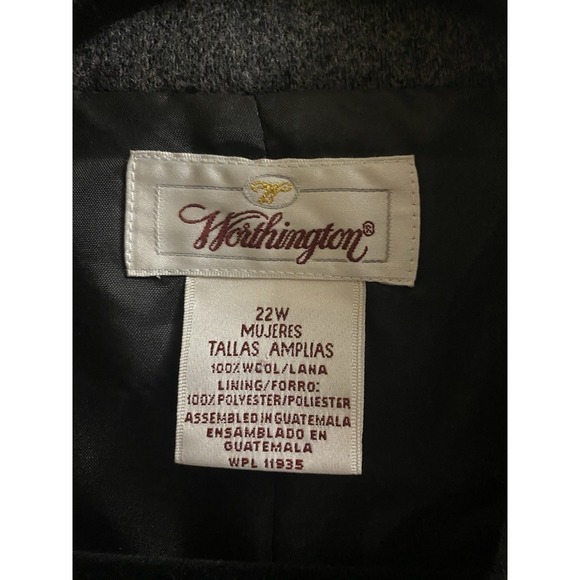 Worthington®
22W
MUJERES
TALLAS AMPLIAS
100% WOOL/LANA
LINING/FORRO:
100% POLYESTER/POLIESTER
ASSEMBLED IN GUATEMALA
ENSAMBLADO EN
GUATEMALA
WPL 11935